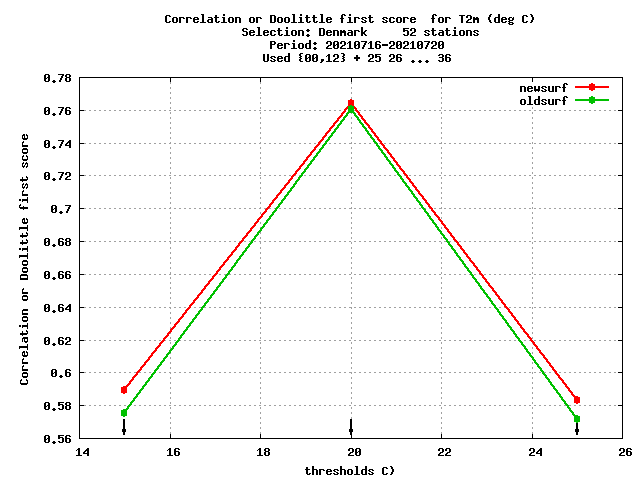 Correlation or Doolittle first score  for T2m (deg C)
Selection: Denmark     52 stations
Period: 20210716-20210720
Used {00,12} + 25 26 ... 36
newsurf
oldsurf
Correlation or Doolittle first score
0.78
0.76
0.74
0.72
0.7
0.68
0.66
0.64
0.62
0.6
0.58
0.56
14 16 18 20 22 24 26
thresholds C)